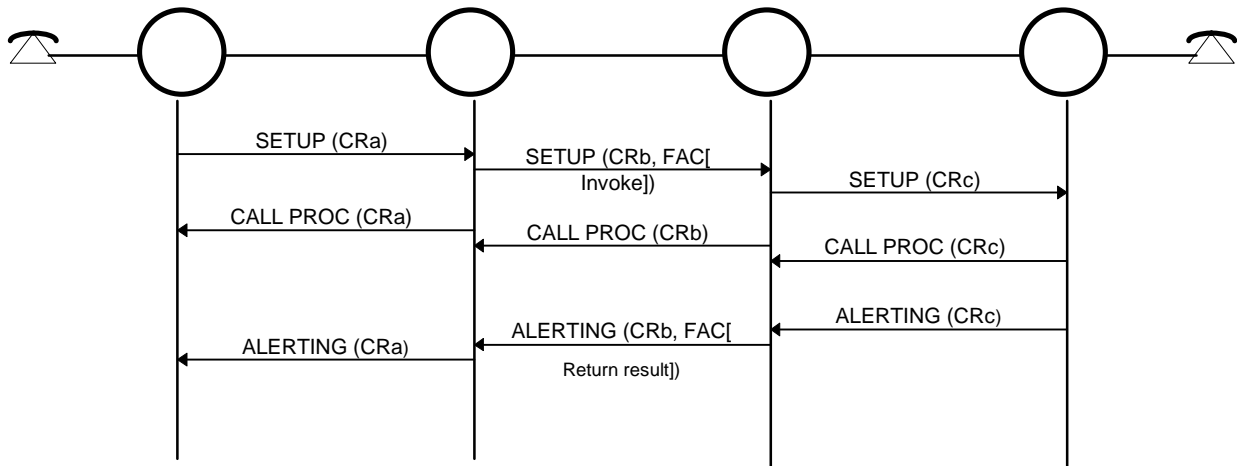 SETUP (CRa)
SETUP (CRb, FAC[
Invoke])
SETUP (CRc)
CALL PROC (CRa)
CALL PROC (CRb)
CALL PROC (CRc)
ALERTING (CRc)
ALERTING (CRb, FAC[
Return result])
ALERTING (CRa)